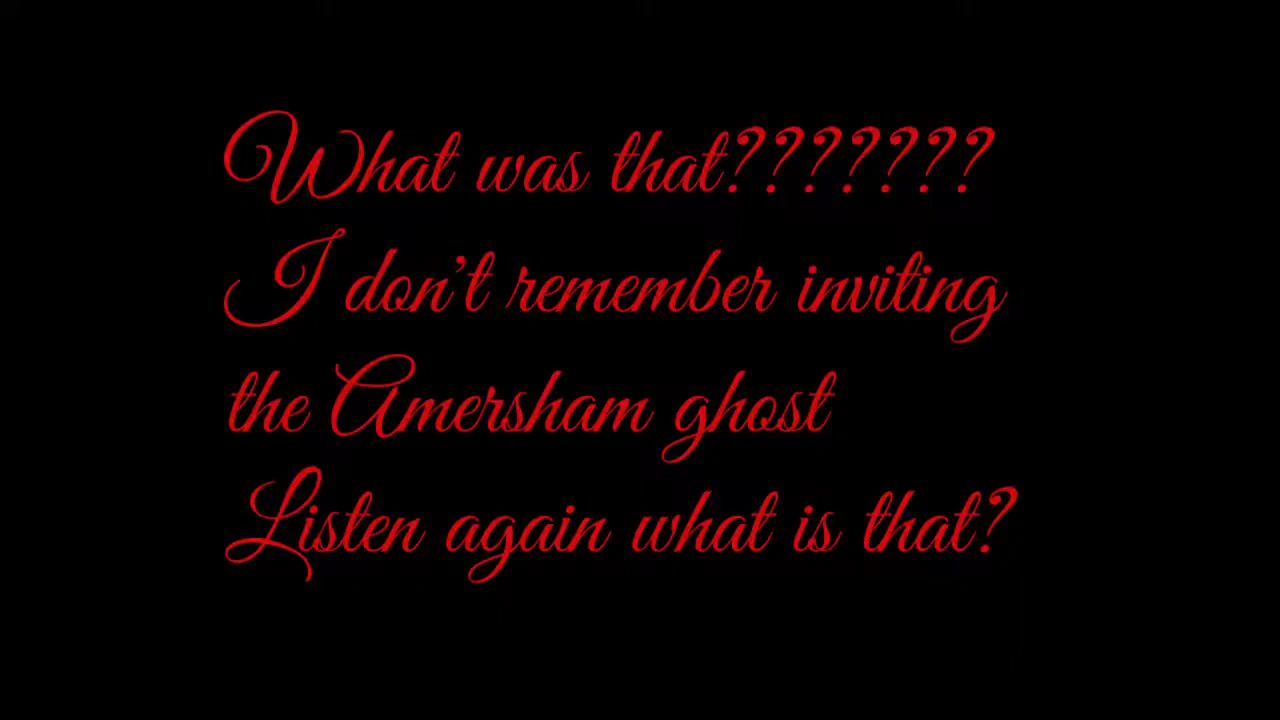 What was that???????
I don't remember inviting
the Amersham ghost
Listen again what is that?